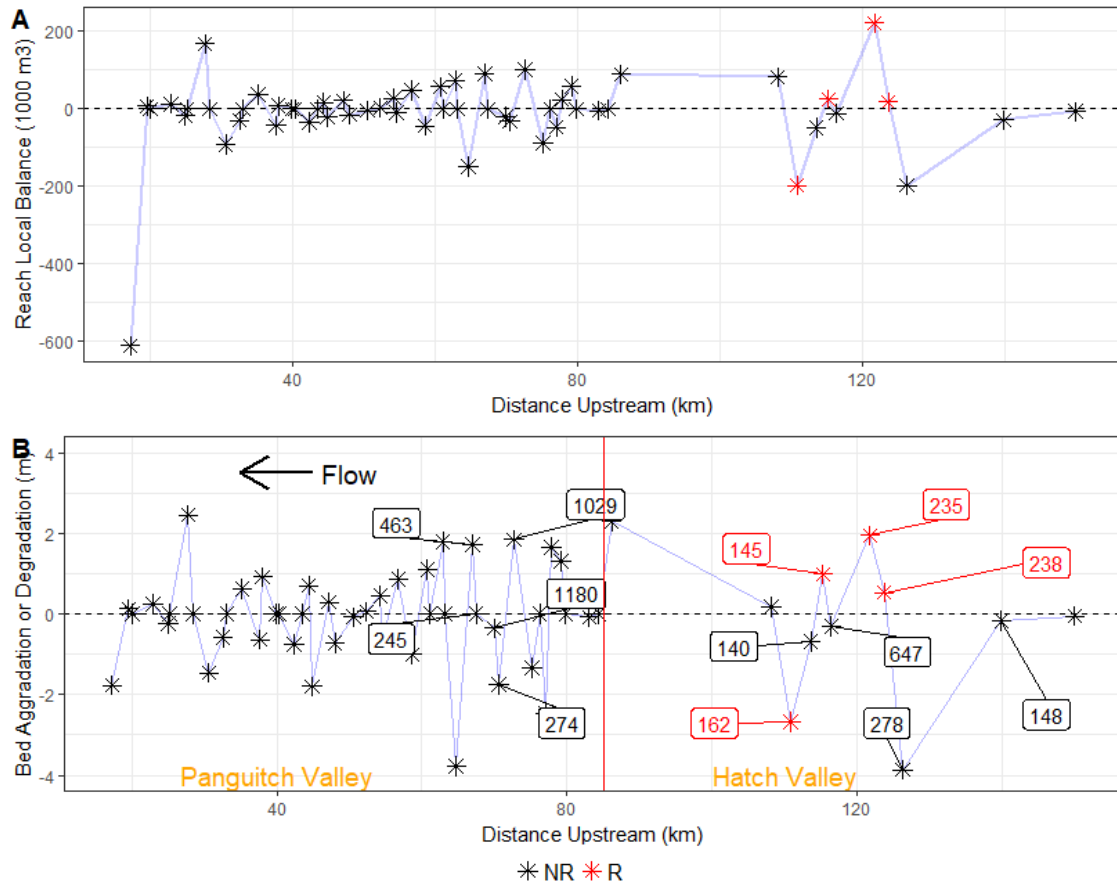 A
Reach Local Balance (1000 m3)
200
0
-200
-400
-600
40
80
120
Distance Upstream (km)
B
Bed Aggradation or Degradation (m)
4
2
0
-2
-4
Flow
463
1029
1180
245
274
145
235
238
140
647
162
278
148
Panguitch Valley
Hatch Valley
40
80
120
Distance Upstream (km)
NR R